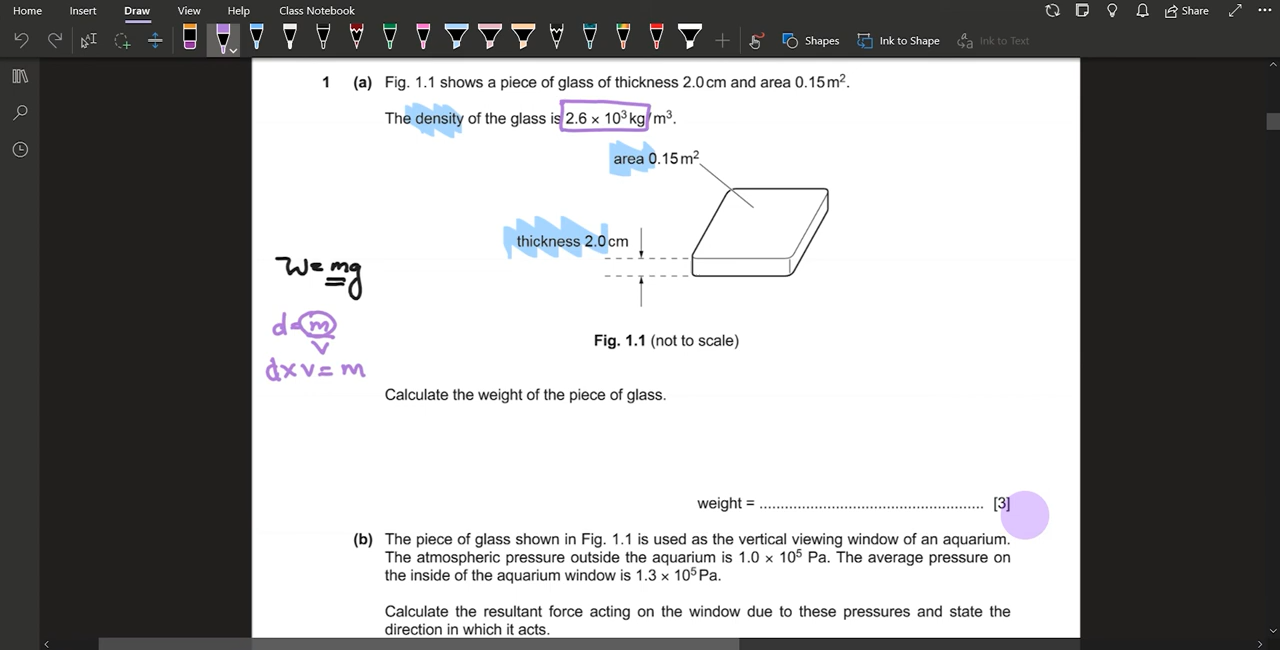 Home Insert Draw View Help Class Notebook Share
Shapes Ink to Shape Ink to Text
1 (a) Fig. 1.1 shows a piece of glass of thickness 2.0 cm and area 0.15 m².
The density of the glass is 2.6 × 10³ kg/m³.
area 0.15 m²
thickness 2.0 cm
W = mg
d = m
v
d x v = m
Fig. 1.1 (not to scale)
Calculate the weight of the piece of glass.
weight = ...................................................... [3]
(b) The piece of glass shown in Fig. 1.1 is used as the vertical viewing window of an aquarium.
The atmospheric pressure outside the aquarium is 1.0 × 10⁵ Pa. The average pressure on
the inside of the aquarium window is 1.3 × 10⁵ Pa.
Calculate the resultant force acting on the window due to these pressures and state the
direction in which it acts.